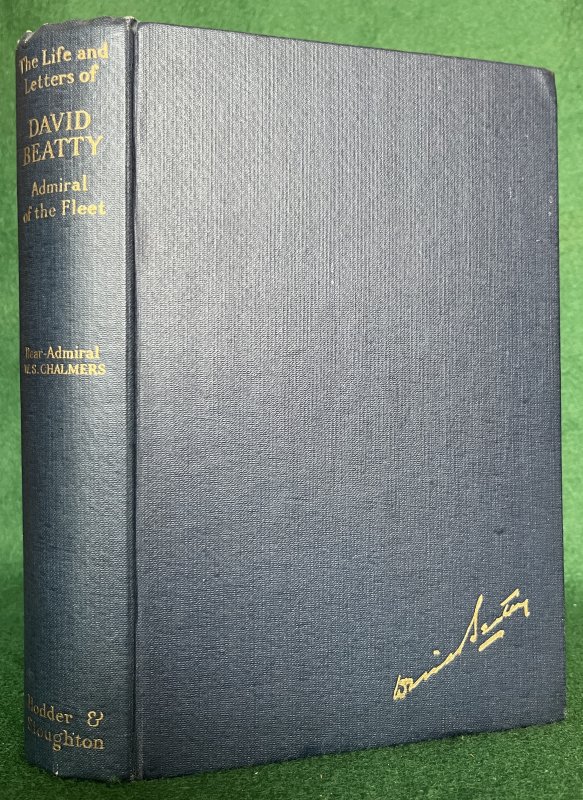 The Life and
Letters of
DAVID
BEATTY
Admiral
of the Fleet
Rear-Admiral
W.S. CHALMERS
Hodder &
Stoughton
David Beatty